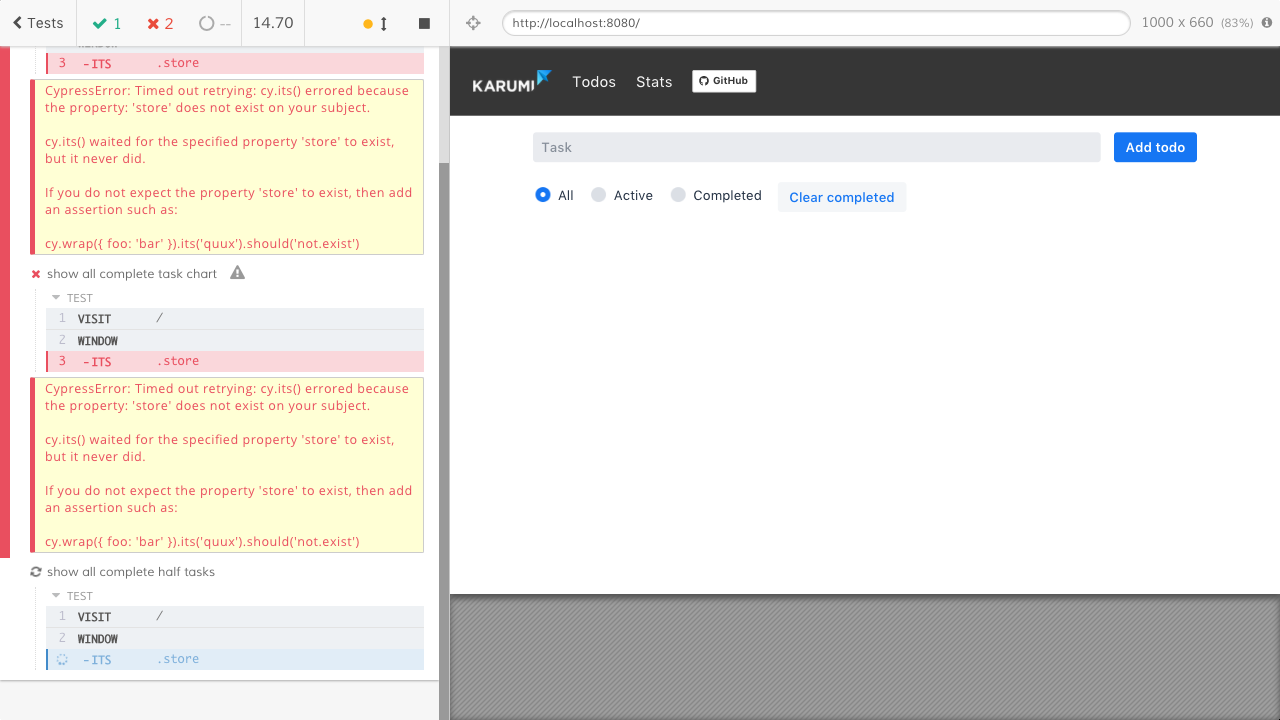 Tests
1
2
--
14.70
http://localhost:8080/
1000 x 660 (83%)
3 -ITS .store
CypressError: Timed out retrying: cy.its() errored because
the property: 'store' does not exist on your subject.
cy.its() waited for the specified property 'store' to exist,
but it never did.
If you do not expect the property 'store' to exist, then add
an assertion such as:
cy.wrap({ foo: 'bar' }).its('quux').should('not.exist')
show all complete task chart
TEST
1 VISIT /
2 WINDOW
3 -ITS .store
CypressError: Timed out retrying: cy.its() errored because
the property: 'store' does not exist on your subject.
cy.its() waited for the specified property 'store' to exist,
but it never did.
If you do not expect the property 'store' to exist, then add
an assertion such as:
cy.wrap({ foo: 'bar' }).its('quux').should('not.exist')
show all complete half tasks
TEST
1 VISIT /
2 WINDOW
-ITS .store
KARUMI
Todos
Stats
GitHub
Task
Add todo
All
Active
Completed
Clear completed